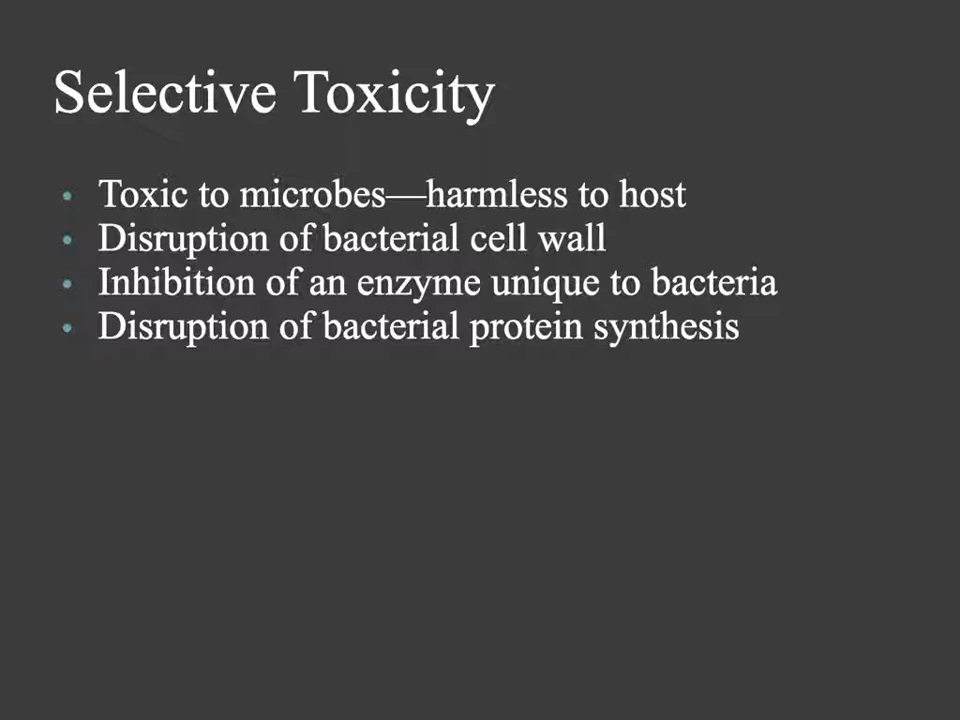 Selective Toxicity
• Toxic to microbes—harmless to host
• Disruption of bacterial cell wall
• Inhibition of an enzyme unique to bacteria
• Disruption of bacterial protein synthesis